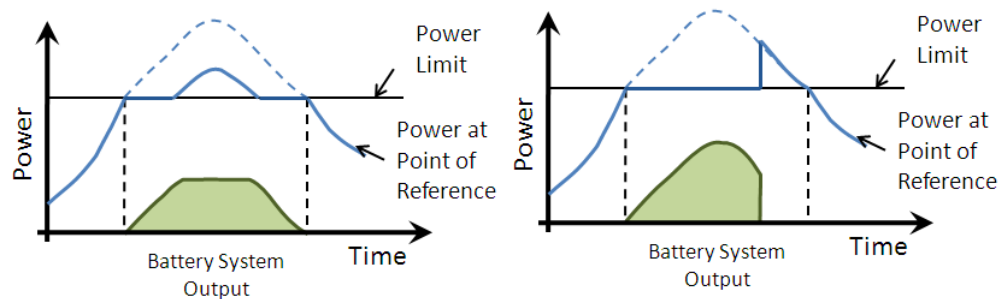 Power
Limit
Power
Power at
Point of
Reference
Time
Battery System
Output
Power
Limit
Power
Power at
Point of
Reference
Time
Battery System
Output